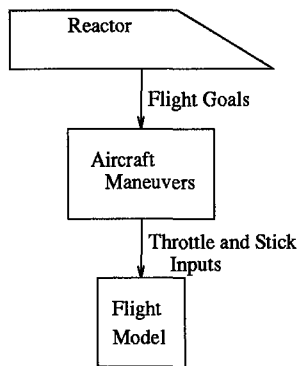 Reactor
Flight Goals
Aircraft
Maneuvers
Throttle and Stick
Inputs
Flight
Model